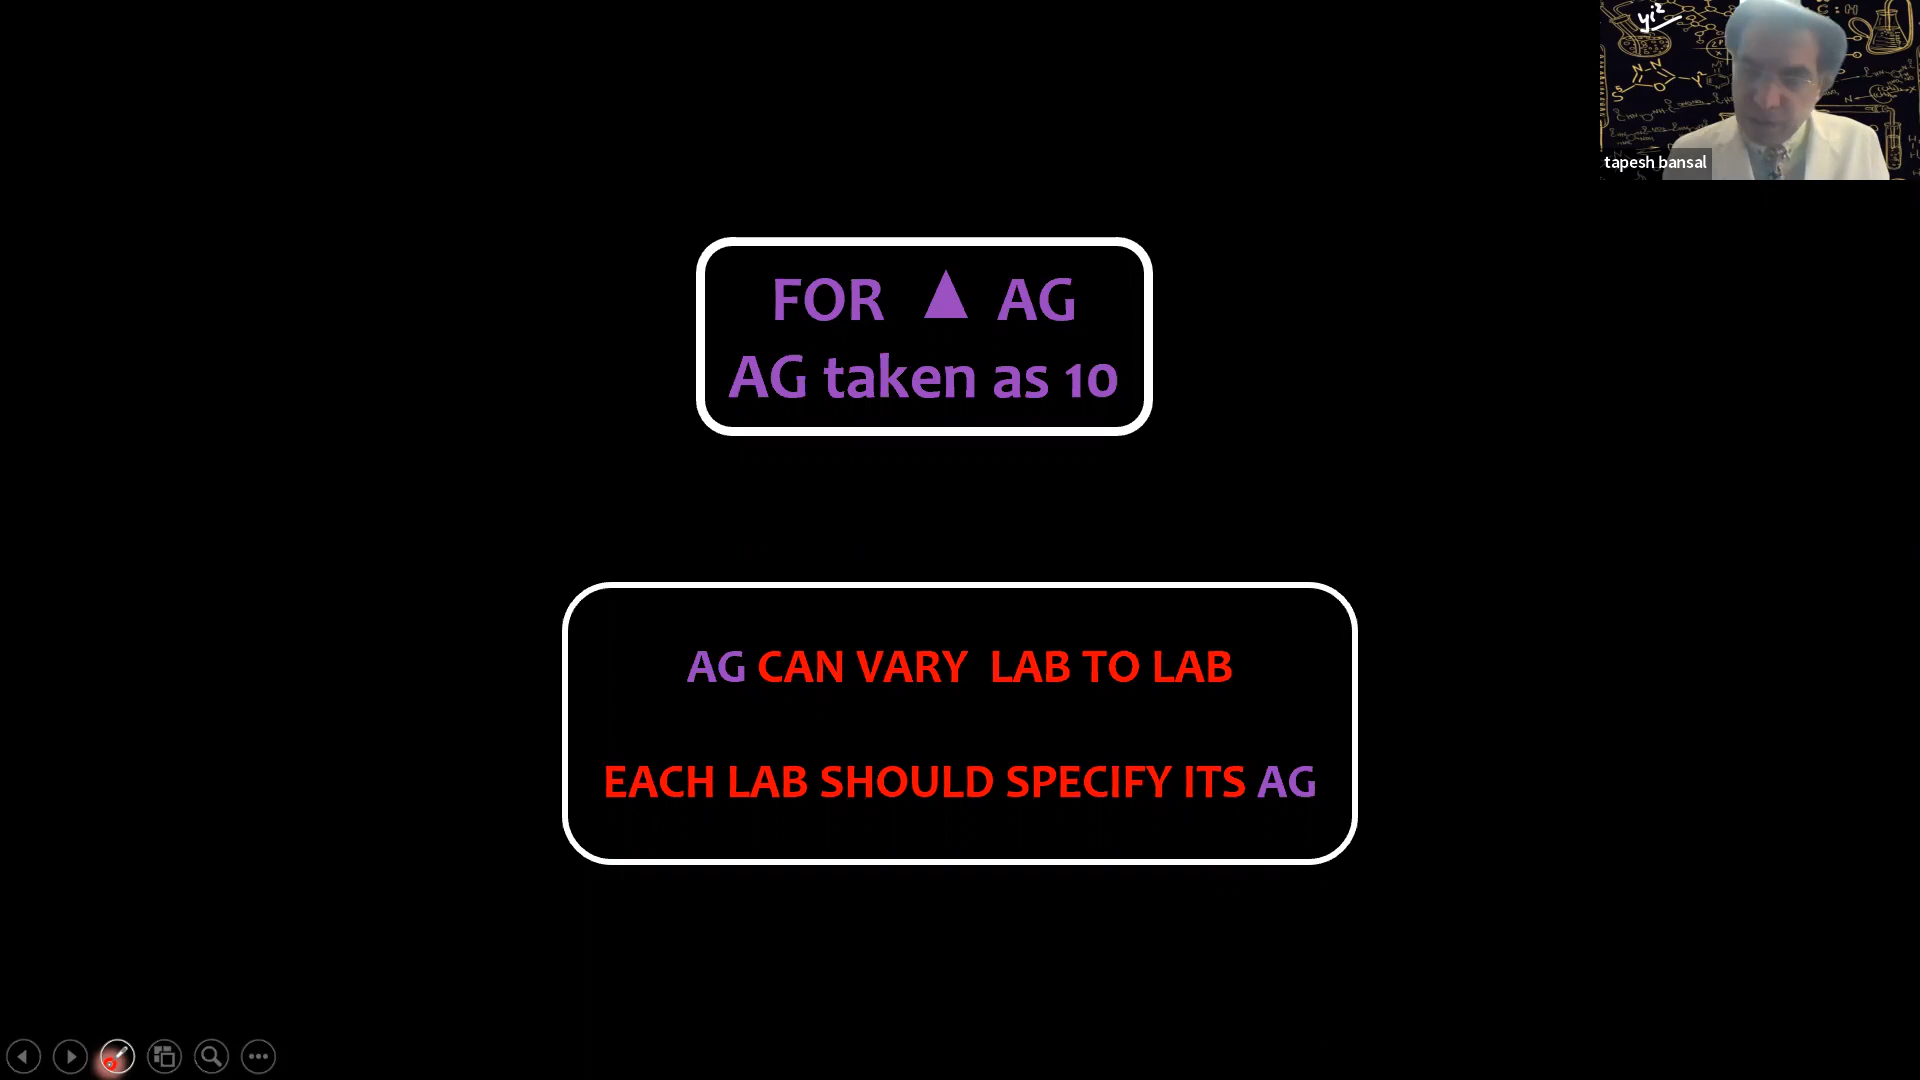 yi²
tapesh bansal
FOR ▲ AG
AG taken as 10
AG CAN VARY LAB TO LAB
EACH LAB SHOULD SPECIFY ITS AG